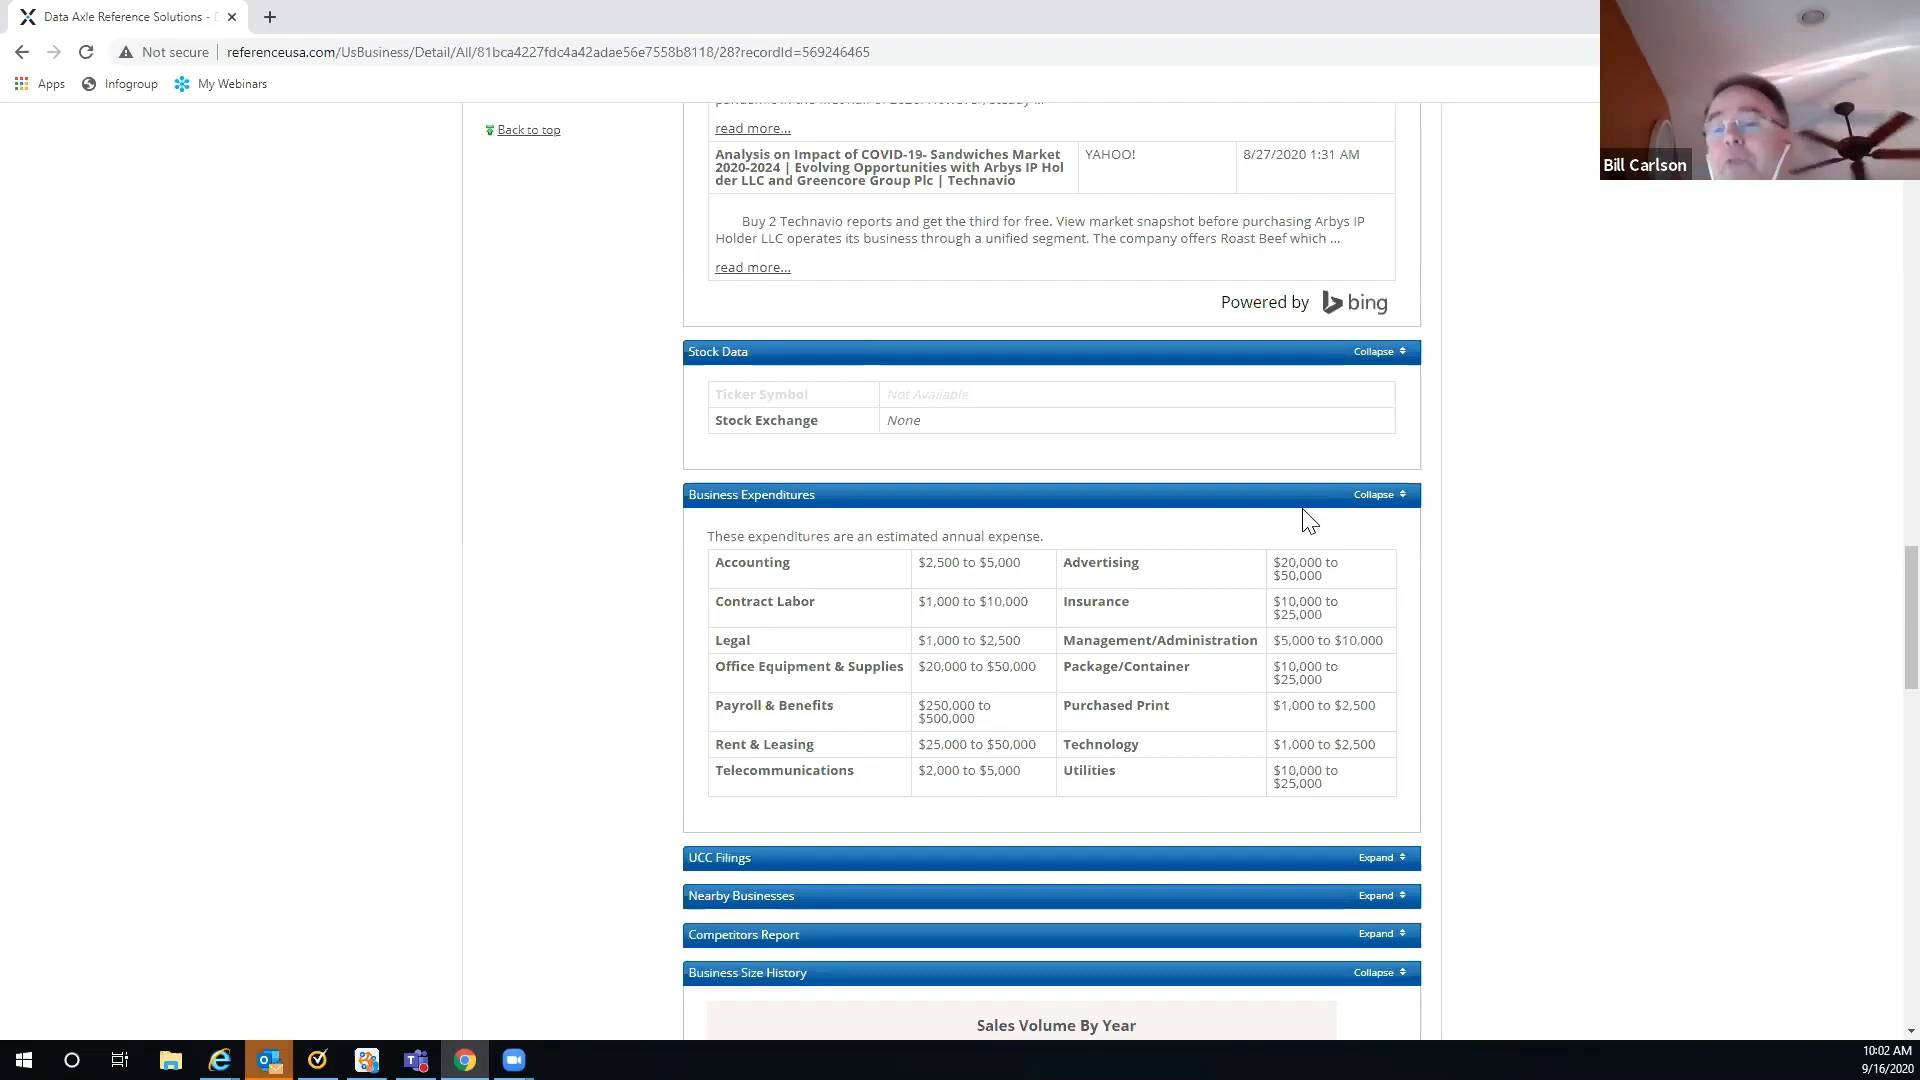 Data Axle Reference Solutions -
Not secure
referenceusa.com/UsBusiness/Detail/All/81bca4227fdc4a42adae56e7558b8118/28?recordId=569246465
Apps
Infogroup
My Webinars
Bill Carlson
Back to top
read more...
Analysis on Impact of COVID-19- Sandwiches Market
2020-2024 | Evolving Opportunities with Arbys IP Hol
der LLC and Greencore Group Plc | Technavio
YAHOO!
8/27/2020 1:31 AM
Buy 2 Technavio reports and get the third for free. View market snapshot before purchasing Arbys IP
Holder LLC operates its business through a unified segment. The company offers Roast Beef which ...
read more...
Powered by bing
Stock Data
Collapse
Ticker Symbol
Not Available
Stock Exchange
None
Business Expenditures
Collapse
These expenditures are an estimated annual expense.
Accounting
$2,500 to $5,000
Advertising
$20,000 to
$50,000
Contract Labor
$1,000 to $10,000
Insurance
$10,000 to
$25,000
Legal
$1,000 to $2,500
Management/Administration
$5,000 to $10,000
Office Equipment & Supplies
$20,000 to $50,000
Package/Container
$10,000 to
$25,000
Payroll & Benefits
$250,000 to
$500,000
Purchased Print
$1,000 to $2,500
Rent & Leasing
$25,000 to $50,000
Technology
$1,000 to $2,500
Telecommunications
$2,000 to $5,000
Utilities
$10,000 to
$25,000
UCC Filings
Expand
Nearby Businesses
Expand
Competitors Report
Expand
Business Size History
Collapse
Sales Volume By Year
10:02 AM
9/16/2020